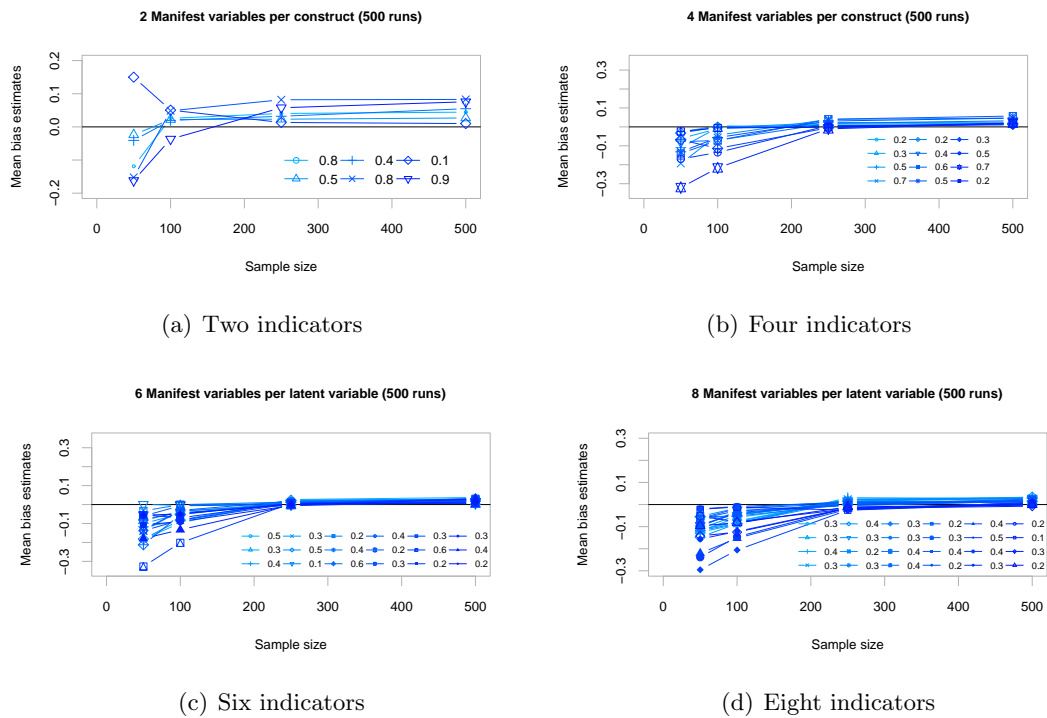 2 Manifest variables per construct (500 runs)
Mean bias estimates
0.2
0.1
0.0
−0.2
0.8 0.4 0.1
0.5 0.8 0.9
0 100 200 300 400 500
Sample size
(a) Two indicators
4 Manifest variables per construct (500 runs)
Mean bias estimates
0.3
0.1
−0.1
−0.3
0.2 0.2 0.3
0.3 0.4 0.5
0.5 0.6 0.7
0.7 0.5 0.2
0 100 200 300 400 500
Sample size
(b) Four indicators
6 Manifest variables per latent variable (500 runs)
Mean bias estimates
0.3
0.1
−0.1
−0.3
0.5 0.3 0.2 0.4 0.3 0.3
0.3 0.5 0.4 0.2 0.6 0.4
0.4 0.1 0.6 0.3 0.2 0.2
0 100 200 300 400 500
Sample size
(c) Six indicators
8 Manifest variables per latent variable (500 runs)
Mean bias estimates
0.3
0.1
−0.1
−0.3
0.3 0.4 0.3 0.2 0.4 0.2
0.3 0.3 0.4 0.3 0.5 0.1
0.4 0.2 0.4 0.4 0.4 0.3
0.3 0.3 0.4 0.2 0.3 0.2
0 100 200 300 400 500
Sample size
(d) Eight indicators